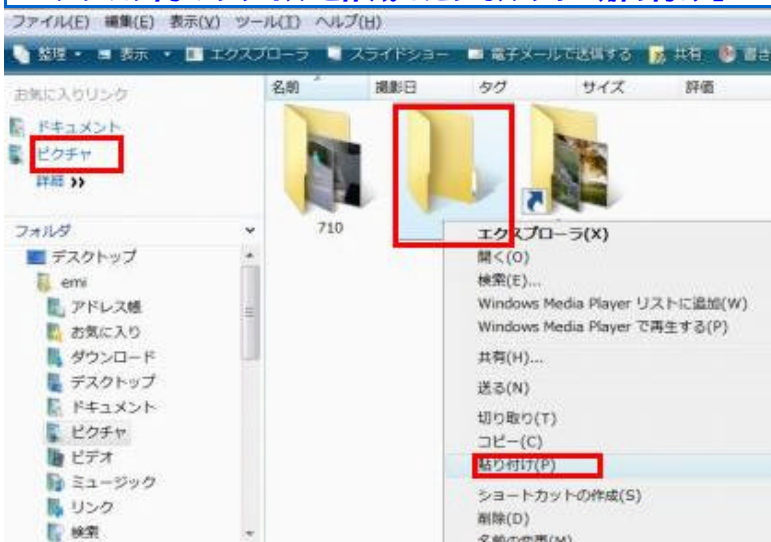 ファイル(F) 編集(E) 表示(V) ツール(T) ヘルプ(H)
整理 表示 エクスプローラ スライドショー 電子メールで送信する 共有 書き
お気に入りリンク
名前 撮影日 タグ サイズ 評価
ドキュメント
ピクチャ
詳細 >>
フォルダ
710
デスクトップ
emi
アドレス帳
お気に入り
ダウンロード
デスクトップ
ドキュメント
ピクチャ
ビデオ
ミュージック
リンク
検索
エクスプローラ(X)
開く(O)
検索(E)...
Windows Media Player リストに追加(W)
Windows Media Player で再生する(P)
共有(H)...
送る(N)
切り取り(T)
コピー(C)
貼り付け(P)
ショートカットの作成(S)
削除(D)
名前の変更(M)